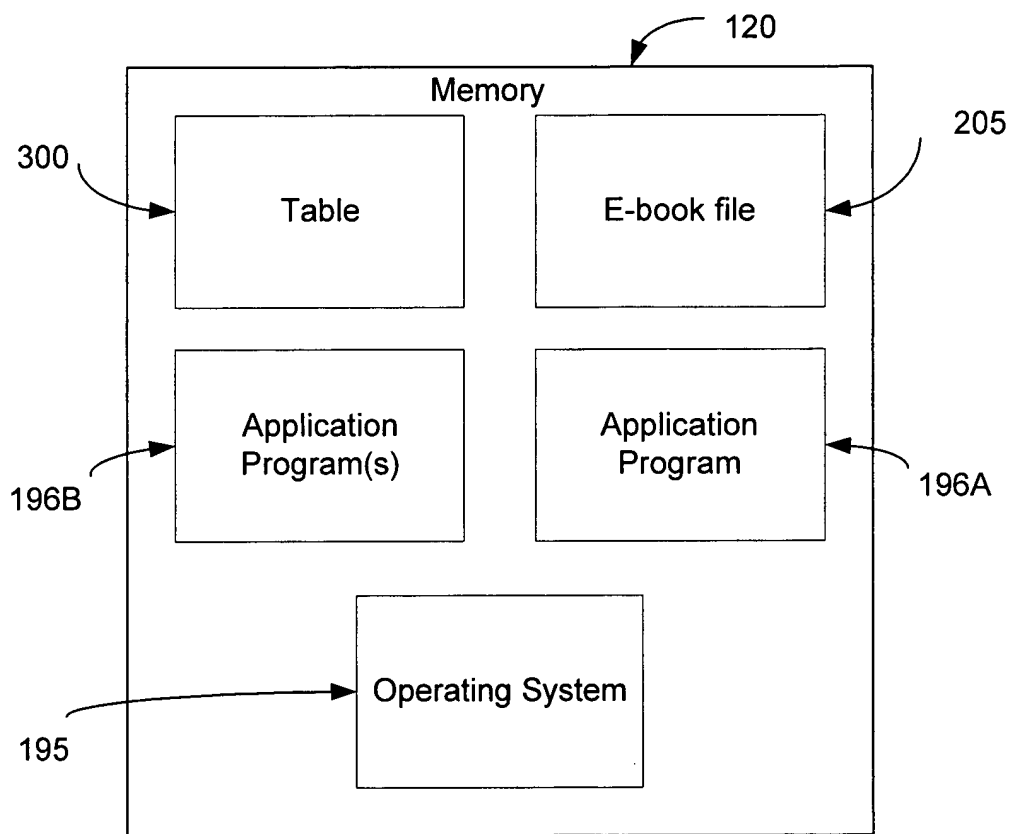 120
Memory
300
205
Table
E-book file
Application
Program(s)
Application
Program
196B
196A
Operating System
195